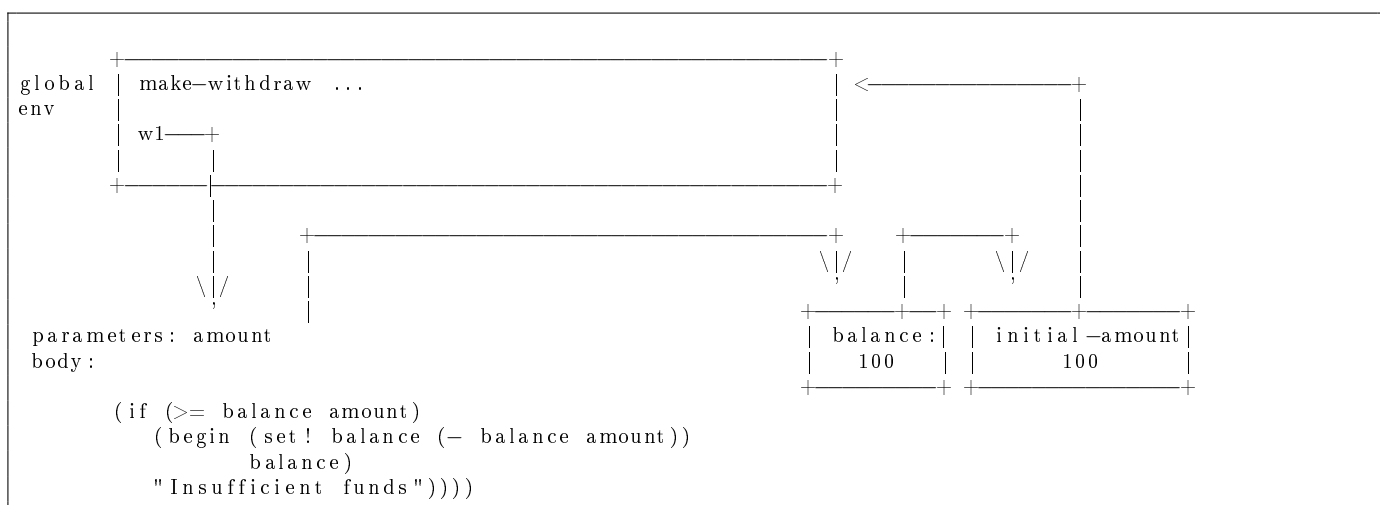 global make-withdraw ...
env
w1
parameters: amount balance: initial-amount
body: 100 100
(if (>= balance amount)
(begin (set! balance (- balance amount))
balance)
"Insufficient funds"))))